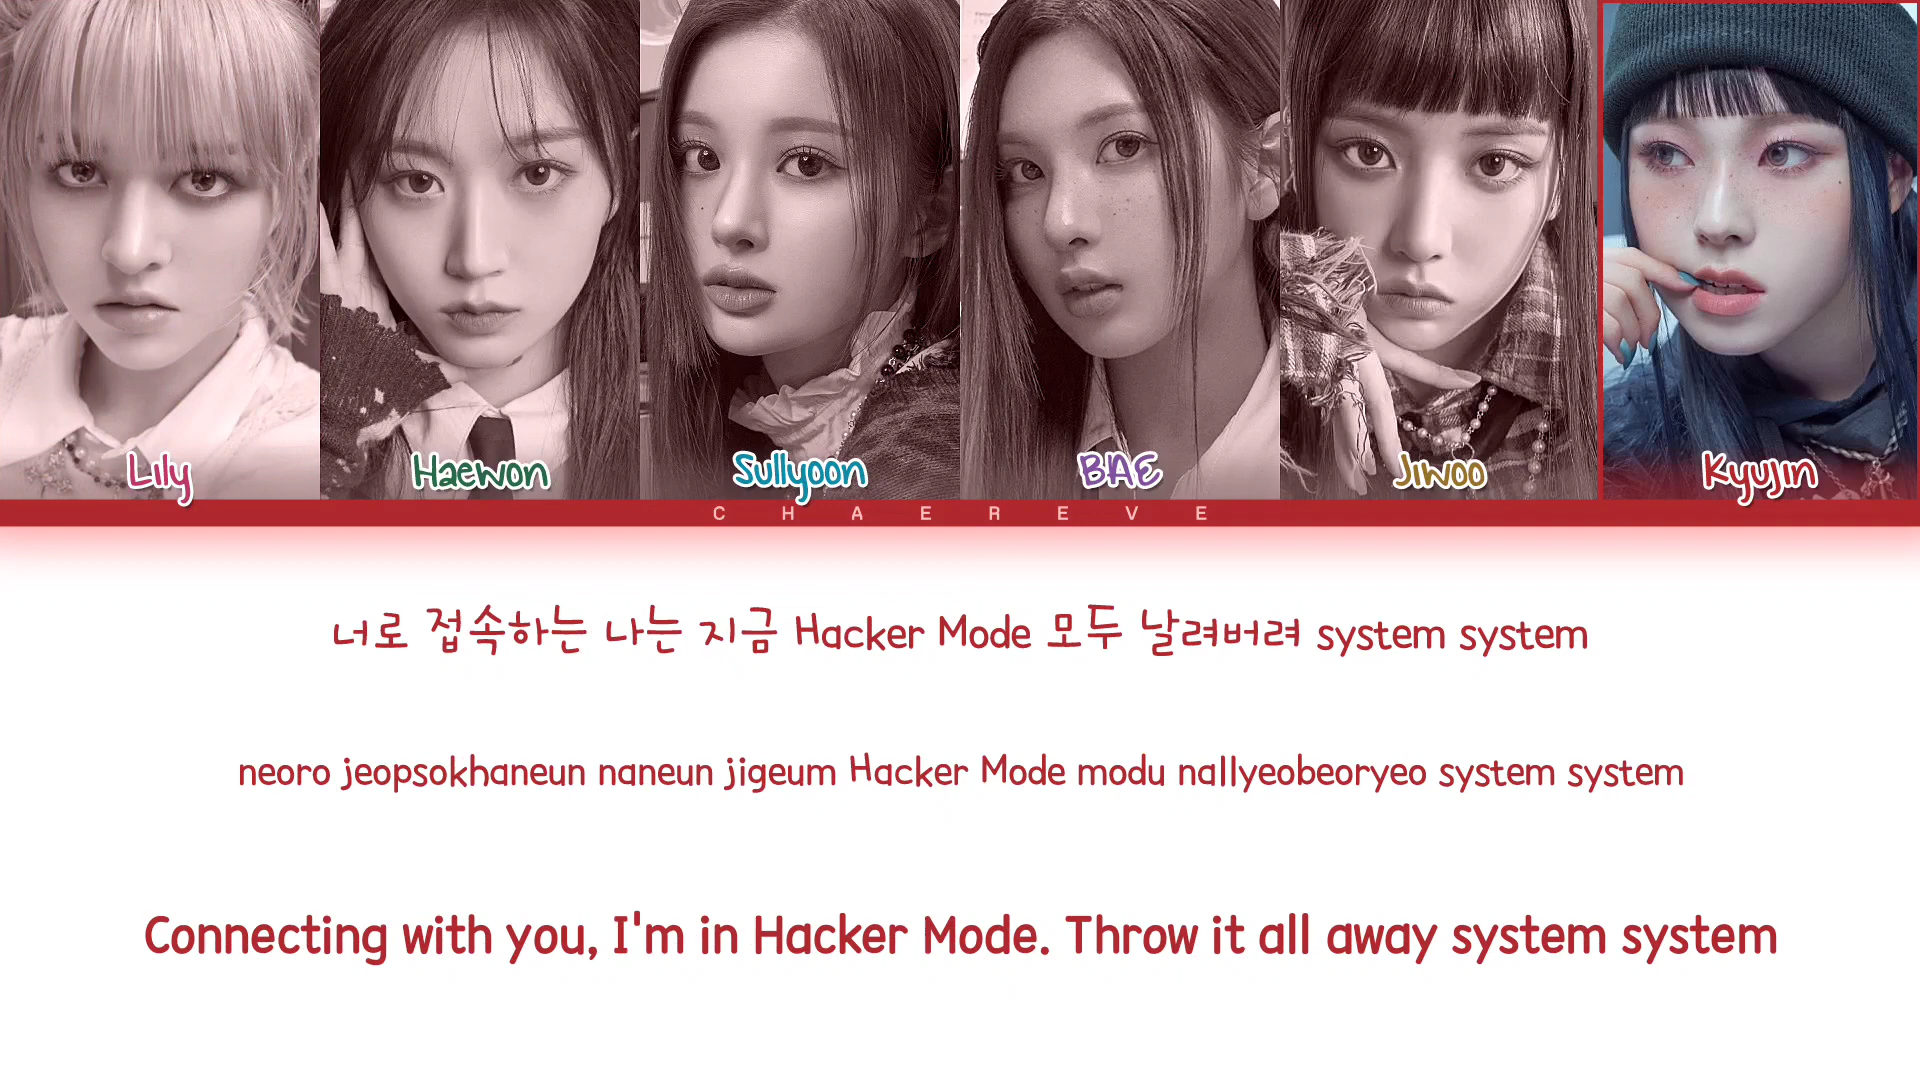 Lily
Haewon
Sullyoon
BAE
Jiwoo
Kyujin
CHAEREVE
너로 접속하는 나는 지금 Hacker Mode 모두 날려버려 system system
neoro jeopsokhaneun naneun jigeum Hacker Mode modu nallyeobeoryeo system system
Connecting with you, I'm in Hacker Mode. Throw it all away system system